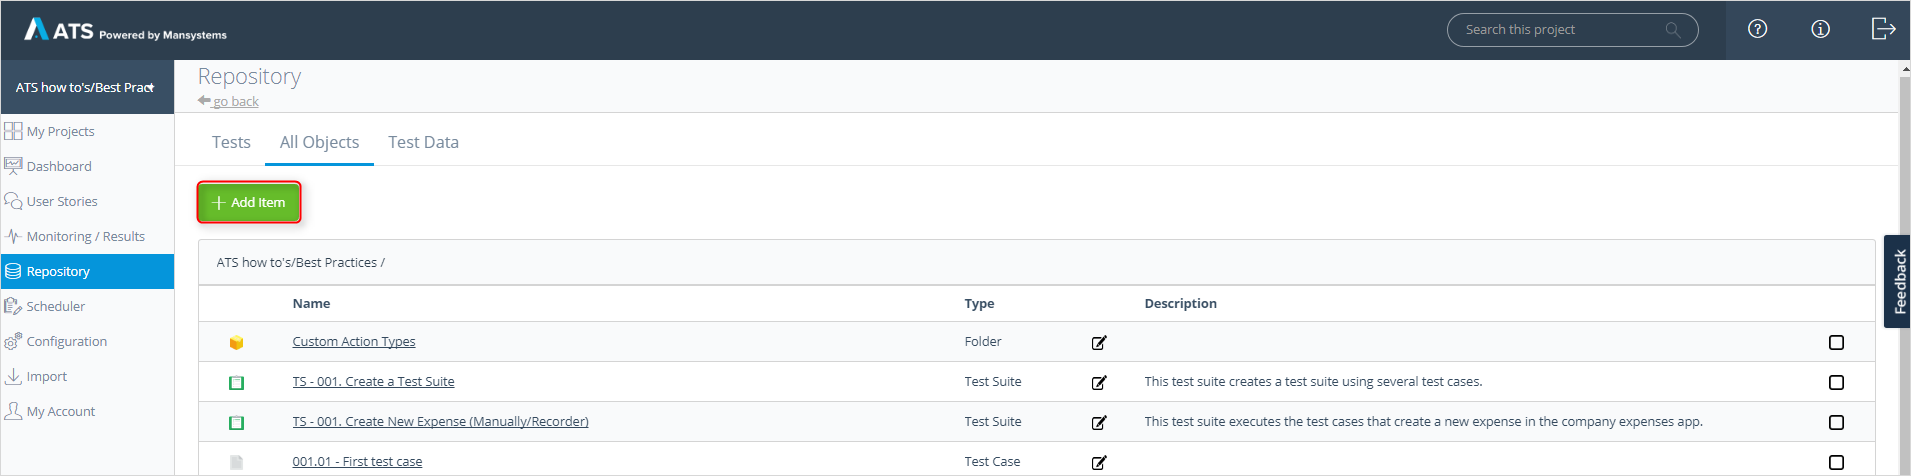 ATS Powered by Mansystems
Search this project
ATS how to's/Best Pract
Repository
go back
My Projects
Dashboard
User Stories
Monitoring / Results
Repository
Scheduler
Configuration
Import
My Account
Tests All Objects Test Data
Add Item
ATS how to's/Best Practices /
Name Type Description
Custom Action Types Folder
TS - 001. Create a Test Suite Test Suite This test suite creates a test suite using several test cases.
TS - 001. Create New Expense (Manually/Recorder) Test Suite This test suite executes the test cases that create a new expense in the company expenses app.
001.01 - First test case Test Case
Feedback